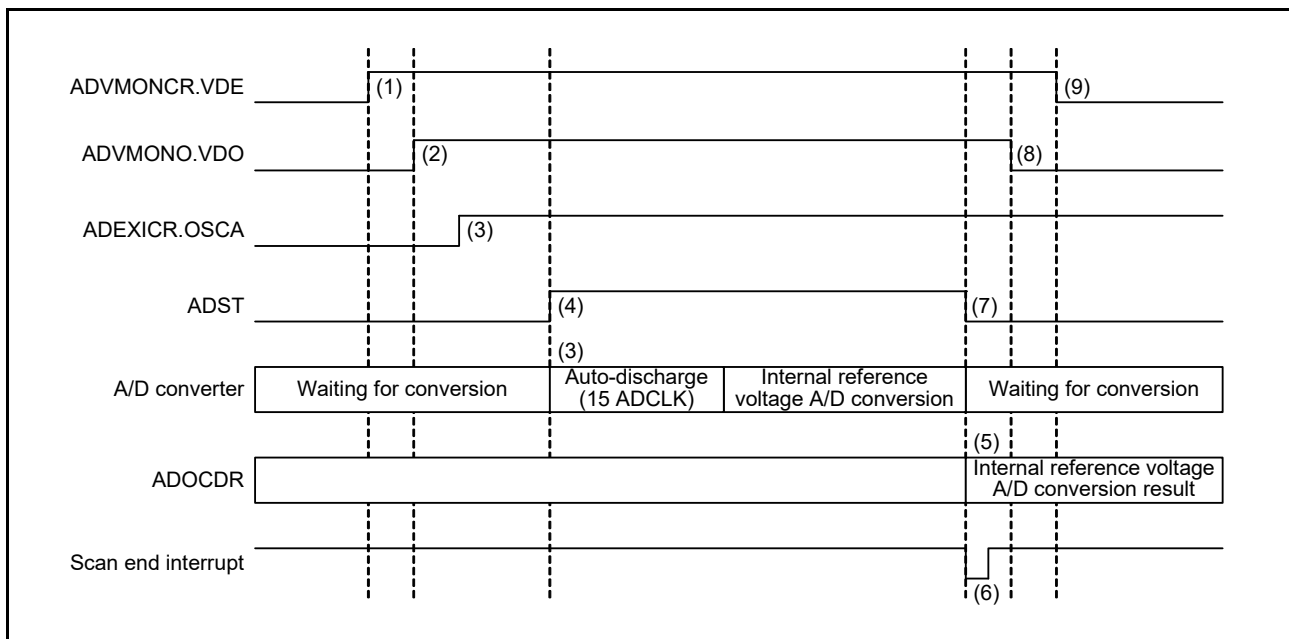 ADVMONCR.VDE
(1)
(9)
ADVMONO.VDO
(2)
(8)
ADEXICR.OSCA
(3)
ADST
(4)
(7)
(3)
A/D converter
Waiting for conversion
Auto-discharge
(15 ADCLK)
Internal reference
voltage A/D conversion
Waiting for conversion
(5)
ADOCDR
Internal reference voltage
A/D conversion result
Scan end interrupt
(6)